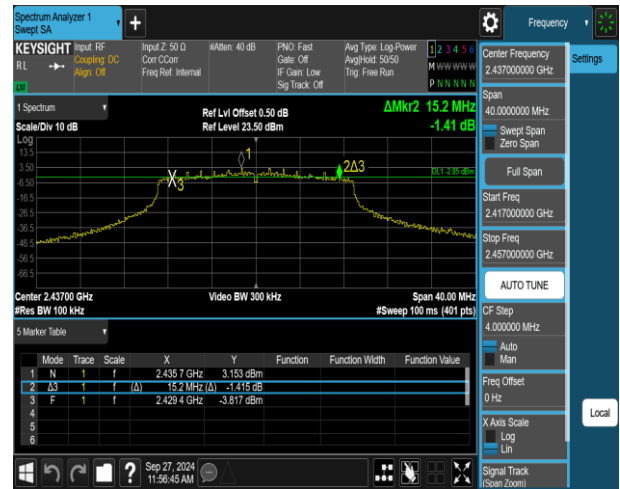 Spectrum Analyzer 1
Swept SA
+
Frequency
KEYSIGHT
RL
Input: RF
Coupling: DC
Align: Off
Input Z: 50 Ω
Corr CCorr
Freq Ref: Internal
#Atten: 40 dB
PNO: Fast
Gate: Off
IF Gain: Low
Sig Track: Off
Avg Type: Log-Power
Avg|Hold: 50/50
Trig: Free Run
1 2 3 4 5 6
M W W W W W
P N N N N N
LXI
1 Spectrum
Scale/Div 10 dB
Ref Lvl Offset 0.50 dB
Ref Level 23.50 dBm
ΔMkr2 15.2 MHz
-1.41 dB
Log
13.5
3.50
-6.50
-16.5
-26.5
-36.5
-46.5
-56.5
-66.5
1
2Δ3
X3
DL1 -2.85 dBm
Center 2.43700 GHz
#Res BW 100 kHz
Video BW 300 kHz
Span 40.00 MHz
#Sweep 100 ms (401 pts)
5 Marker Table
Mode Trace Scale X Y Function Function Width Function Value
1 N 1 f 2.435 7 GHz 3.153 dBm
2 Δ3 1 f (Δ) 15.2 MHz (Δ) -1.415 dB
3 F 1 f 2.429 4 GHz -3.817 dBm
4
5
6
?
Sep 27, 2024
11:56:45 AM
Center Frequency
2.437000000 GHz
Settings
Span
40.0000000 MHz
Swept Span
Zero Span
Full Span
Start Freq
2.417000000 GHz
Stop Freq
2.457000000 GHz
AUTO TUNE
CF Step
4.000000 MHz
Auto
Man
Freq Offset
0 Hz
X Axis Scale
Log
Lin
Local
Signal Track
(Span Zoom)